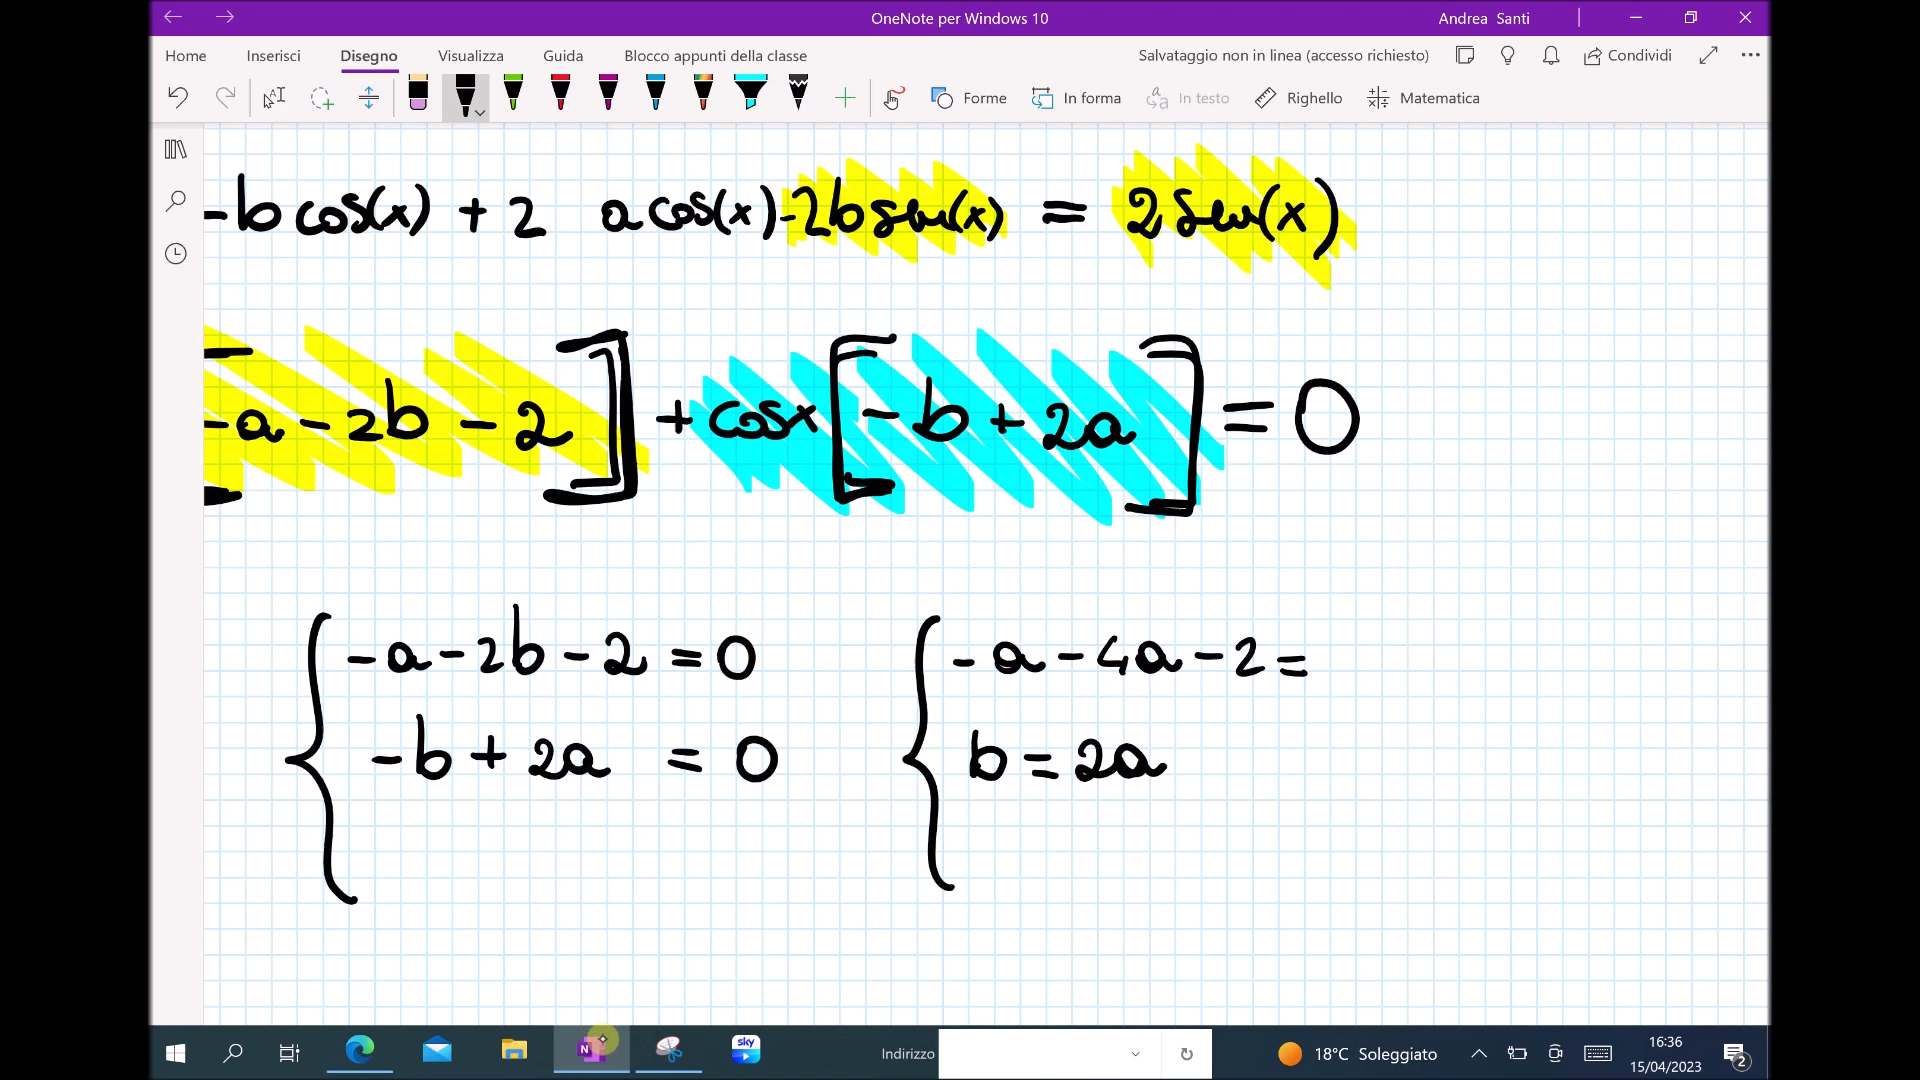 OneNote per Windows 10
Andrea Santi
Home Inserisci Disegno Visualizza Guida Blocco appunti della classe
Salvataggio non in linea (accesso richiesto)
Condividi
Forme In forma In testo Righello Matematica
-b cos(x) + 2 a cos(x) -2b sen(x) = 2 sen(x)
-a - 2b - 2] + cosx [-b + 2a] = 0
-a - 2b - 2 = 0
-b + 2a = 0
-a - 4a - 2 =
b = 2a
N
sky
Indirizzo
18°C Soleggiato
16:36
15/04/2023
2